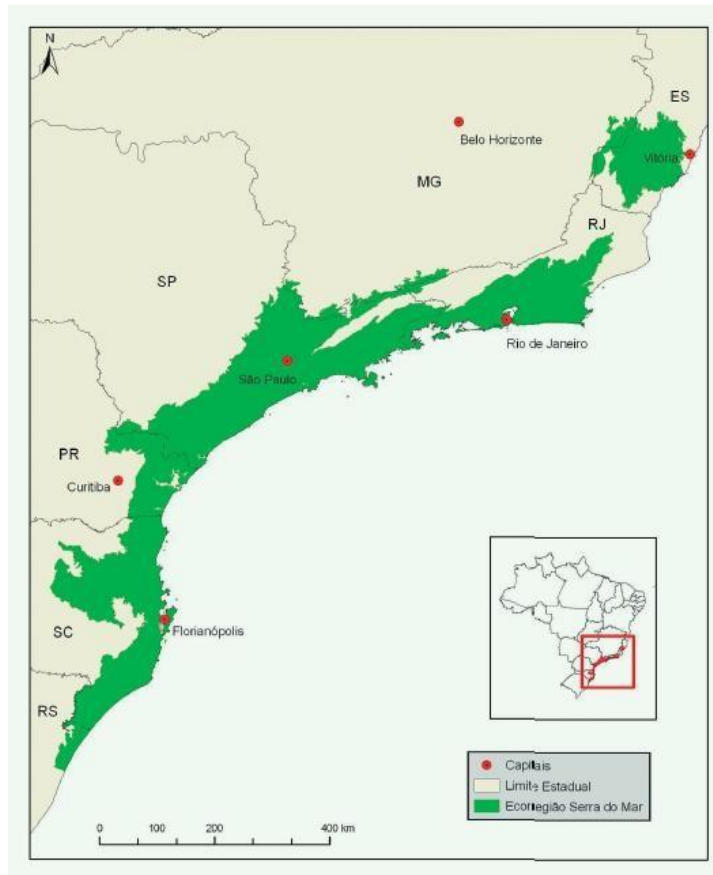 N
ES
Belo Horizonte
Vitória
MG
RJ
SP
Rio de Janeiro
São Paulo
PR
Curitiba
SC
Florianópolis
RS
Capitais
Limite Estadual
Ecorregião Serra do Mar
0 100 200 400 km